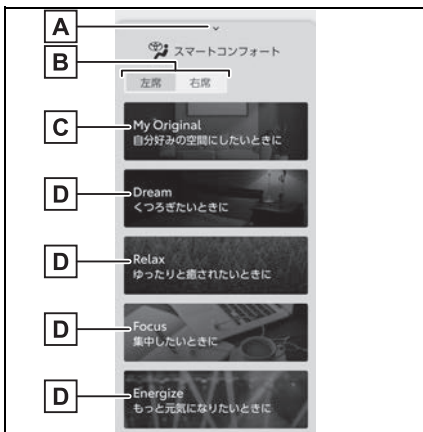 A
スマートコンフォート
B
左席 右席
C
My Original
自分好みの空間にしたいときに
D
Dream
くつろぎたいときに
D
Relax
ゆったりと癒されたいときに
D
Focus
集中したいときに
D
Energize
もっと元気になりたいときに